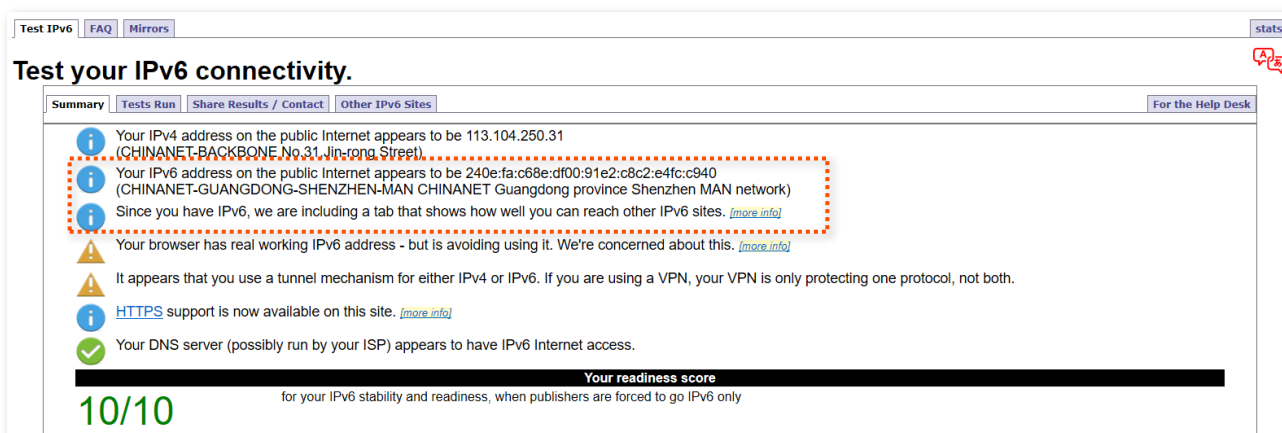 Test IPv6 FAQ Mirrors stats
Test your IPv6 connectivity.
Summary Tests Run Share Results / Contact Other IPv6 Sites For the Help Desk
Your IPv4 address on the public Internet appears to be 113.104.250.31
(CHINANET-BACKBONE No.31,Jin-rong Street)
Your IPv6 address on the public Internet appears to be 240e:fa:c68e:df00:91e2:c8c2:e4fc:c940
(CHINANET-GUANGDONG-SHENZHEN-MAN CHINANET Guangdong province Shenzhen MAN network)
Since you have IPv6, we are including a tab that shows how well you can reach other IPv6 sites. [more info]
Your browser has real working IPv6 address - but is avoiding using it. We're concerned about this. [more info]
It appears that you use a tunnel mechanism for either IPv4 or IPv6. If you are using a VPN, your VPN is only protecting one protocol, not both.
HTTPS support is now available on this site. [more info]
Your DNS server (possibly run by your ISP) appears to have IPv6 Internet access.
Your readiness score
10/10 for your IPv6 stability and readiness, when publishers are forced to go IPv6 only